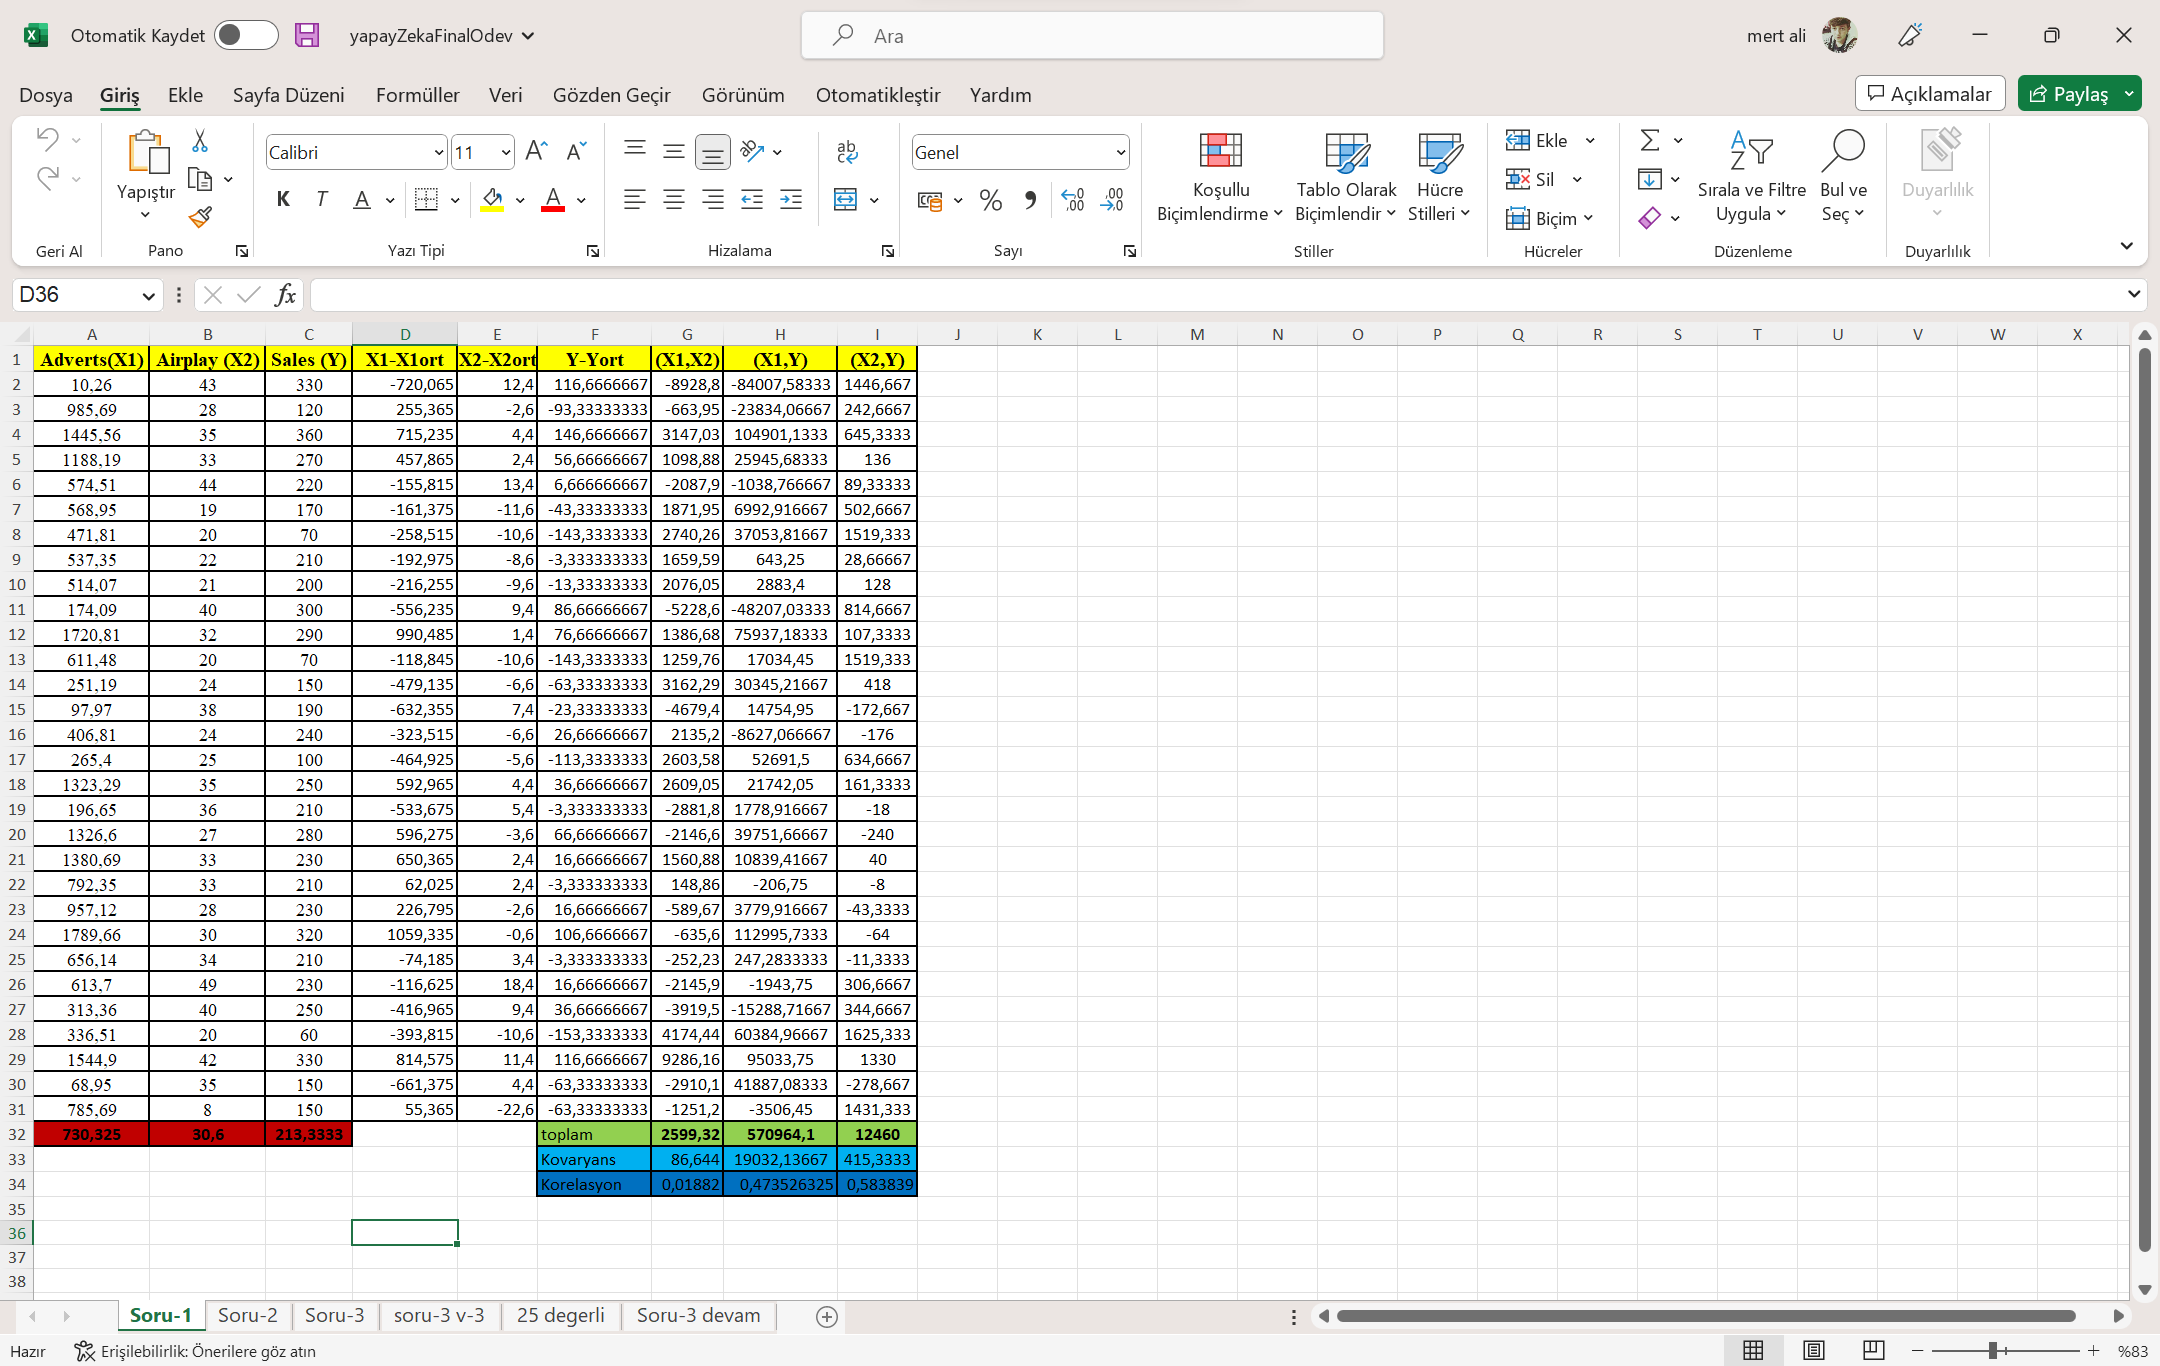 Otomatik Kaydet yapayZekaFinalOdev Ara mert ali
Dosya Giriş Ekle Sayfa Düzeni Formüller Veri Gözden Geçir Görünüm Otomatikleştir Yardım Açıklamalar Paylaş
Yapıştır Calibri 11 Genel Koşullu Biçimlendirme Tablo Olarak Biçimlendir Hücre Stilleri Ekle Sil Biçim Sırala ve Filtre Uygula Bul ve Seç Duyarlılık
K T A A
Geri Al Pano Yazı Tipi Hizalama Sayı Stiller Hücreler Düzenleme Duyarlılık
D36 fx
A B C D E F G H I J K L M N O P Q R S T U V W X
1 Adverts(X1) Airplay (X2) Sales (Y) X1-X1ort X2-X2ort Y-Yort (X1,X2) (X1,Y) (X2,Y)
2 10,26 43 330 -720,065 12,4 116,6666667 -8928,8 -84007,58333 1446,667
3 985,69 28 120 255,365 -2,6 -93,33333333 -663,95 -23834,06667 242,6667
4 1445,56 35 360 715,235 4,4 146,6666667 3147,03 104901,1333 645,3333
5 1188,19 33 270 457,865 2,4 56,66666667 1098,88 25945,68333 136
6 574,51 44 220 -155,815 13,4 6,666666667 -2087,9 -1038,766667 89,33333
7 568,95 19 170 -161,375 -11,6 -43,33333333 1871,95 6992,916667 502,6667
8 471,81 20 70 -258,515 -10,6 -143,3333333 2740,26 37053,81667 1519,333
9 537,35 22 210 -192,975 -8,6 -3,333333333 1659,59 643,25 28,66667
10 514,07 21 200 -216,255 -9,6 -13,33333333 2076,05 2883,4 128
11 174,09 40 300 -556,235 9,4 86,66666667 -5228,6 -48207,03333 814,6667
12 1720,81 32 290 990,485 1,4 76,66666667 1386,68 75937,18333 107,3333
13 611,48 20 70 -118,845 -10,6 -143,3333333 1259,76 17034,45 1519,333
14 251,19 24 150 -479,135 -6,6 -63,33333333 3162,29 30345,21667 418
15 97,97 38 190 -632,355 7,4 -23,33333333 -4679,4 14754,95 -172,667
16 406,81 24 240 -323,515 -6,6 26,66666667 2135,2 -8627,066667 -176
17 265,4 25 100 -464,925 -5,6 -113,3333333 2603,58 52691,5 634,6667
18 1323,29 35 250 592,965 4,4 36,66666667 2609,05 21742,05 161,3333
19 196,65 36 210 -533,675 5,4 -3,333333333 -2881,8 1778,916667 -18
20 1326,6 27 280 596,275 -3,6 66,66666667 -2146,6 39751,66667 -240
21 1380,69 33 230 650,365 2,4 16,66666667 1560,88 10839,41667 40
22 792,35 33 210 62,025 2,4 -3,333333333 148,86 -206,75 -8
23 957,12 28 230 226,795 -2,6 16,66666667 -589,67 3779,916667 -43,3333
24 1789,66 30 320 1059,335 -0,6 106,6666667 -635,6 112995,7333 -64
25 656,14 34 210 -74,185 3,4 -3,333333333 -252,23 247,2833333 -11,3333
26 613,7 49 230 -116,625 18,4 16,66666667 -2145,9 -1943,75 306,6667
27 313,36 40 250 -416,965 9,4 36,66666667 -3919,5 -15288,71667 344,6667
28 336,51 20 60 -393,815 -10,6 -153,3333333 4174,44 60384,96667 1625,333
29 1544,9 42 330 814,575 11,4 116,6666667 9286,16 95033,75 1330
30 68,95 35 150 -661,375 4,4 -63,33333333 -2910,1 41887,08333 -278,667
31 785,69 8 150 55,365 -22,6 -63,33333333 -1251,2 -3506,45 1431,333
32 730,325 30,6 213,3333 toplam 2599,32 570964,1 12460
33 Kovaryans 86,644 19032,13667 415,3333
34 Korelasyon 0,01882 0,473526325 0,583839
35
36
37
38
Soru-1 Soru-2 Soru-3 soru-3 v-3 25 degerli Soru-3 devam
Hazır Erişilebilirlik: Önerilere göz atın %83